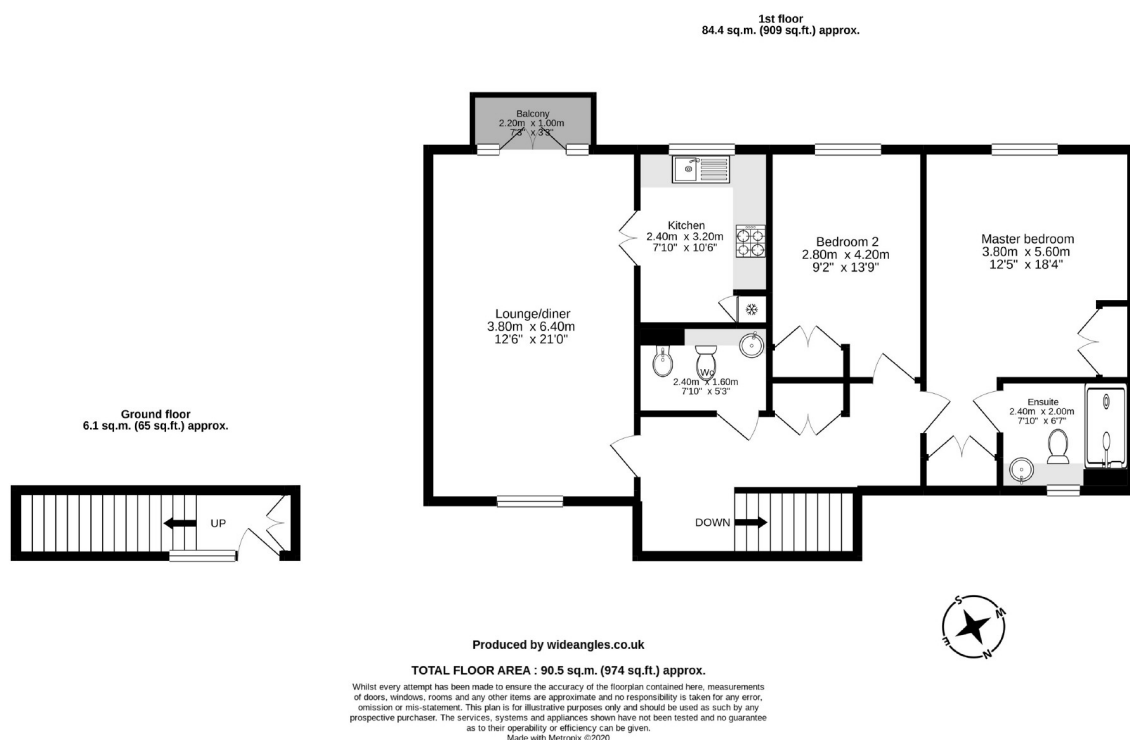 1st floor
84.4 sq.m. (909 sq.ft.) approx.
Balcony
2.20m x 1.00m
7'3" x 3'3"
Kitchen
2.40m x 3.20m
7'10" x 10'6"
Bedroom 2
2.80m x 4.20m
9'2" x 13'9"
Master bedroom
3.80m x 5.60m
12'5" x 18'4"
Lounge/diner
3.80m x 6.40m
12'6" x 21'0"
Wc
2.40m x 1.60m
7'10" x 5'3"
Ensuite
2.40m x 2.00m
7'10" x 6'7"
Ground floor
6.1 sq.m. (65 sq.ft.) approx.
UP
DOWN
S
W
E
N
Produced by wideangles.co.uk
TOTAL FLOOR AREA : 90.5 sq.m. (974 sq.ft.) approx.
Whilst every attempt has been made to ensure the accuracy of the floorplan contained here, measurements
of doors, windows, rooms and any other items are approximate and no responsibility is taken for any error,
omission or mis-statement. This plan is for illustrative purposes only and should be used as such by any
prospective purchaser. The services, systems and appliances shown have not been tested and no guarantee
as to their operability or efficiency can be given.
Made with Metropix ©2020